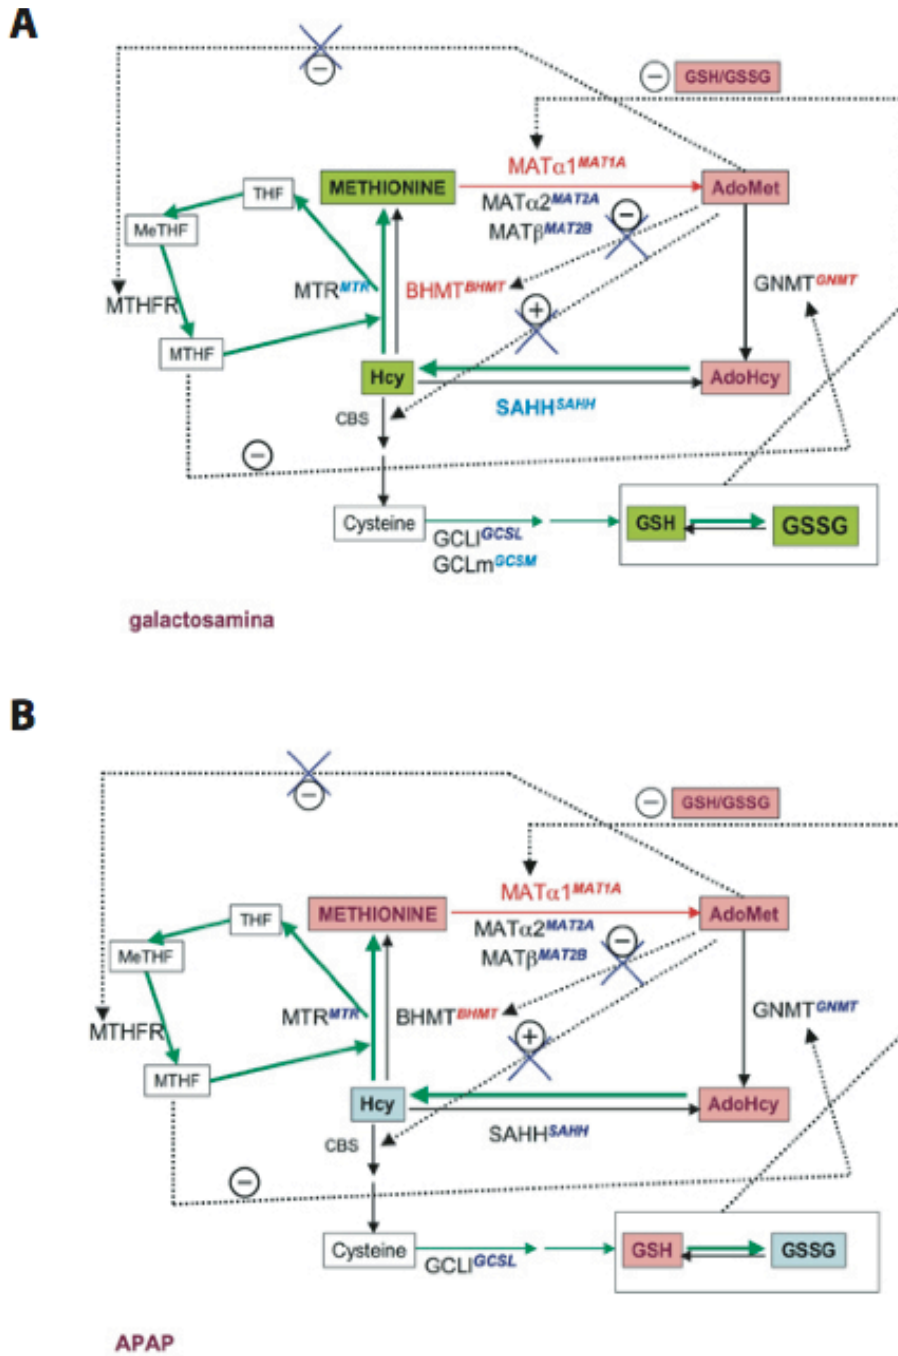 A
GSH/GSSG
MATα1MAT1A
METHIONINE
AdoMet
THF
MATα2MAT2A
MATβMAT2B
MeTHF
MTRMTR
BHMTBHMT
GNMTGNMT
MTHFR
MTHF
Hcy
AdoHcy
SAHHSAHH
CBS
Cysteine
GSH
GSSG
GCLlGCSL
GCLmGCSM
galactosamina
B
GSH/GSSG
MATα1MAT1A
METHIONINE
AdoMet
THF
MATα2MAT2A
MATβMAT2B
MeTHF
MTRMTR
BHMTBHMT
GNMTGNMT
MTHFR
MTHF
Hcy
AdoHcy
SAHHSAHH
CBS
Cysteine
GSH
GSSG
GCLlGCSL
APAP